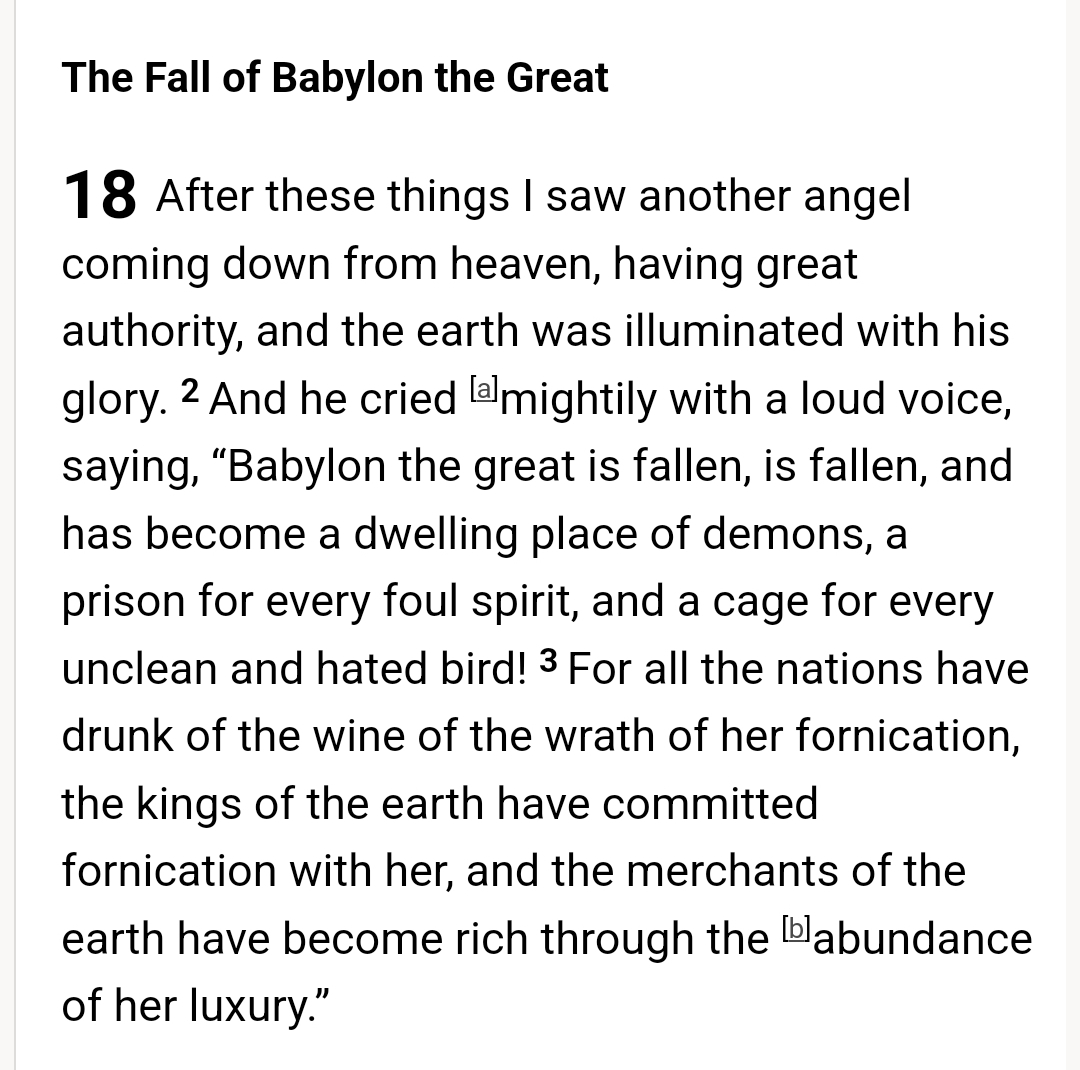 The Fall of Babylon the Great
18 After these things I saw another angel
coming down from heaven, having great
authority, and the earth was illuminated with his
glory. 2 And he cried [a]mightily with a loud voice,
saying, “Babylon the great is fallen, is fallen, and
has become a dwelling place of demons, a
prison for every foul spirit, and a cage for every
unclean and hated bird! 3 For all the nations have
drunk of the wine of the wrath of her fornication,
the kings of the earth have committed
fornication with her, and the merchants of the
earth have become rich through the [b]abundance
of her luxury.”